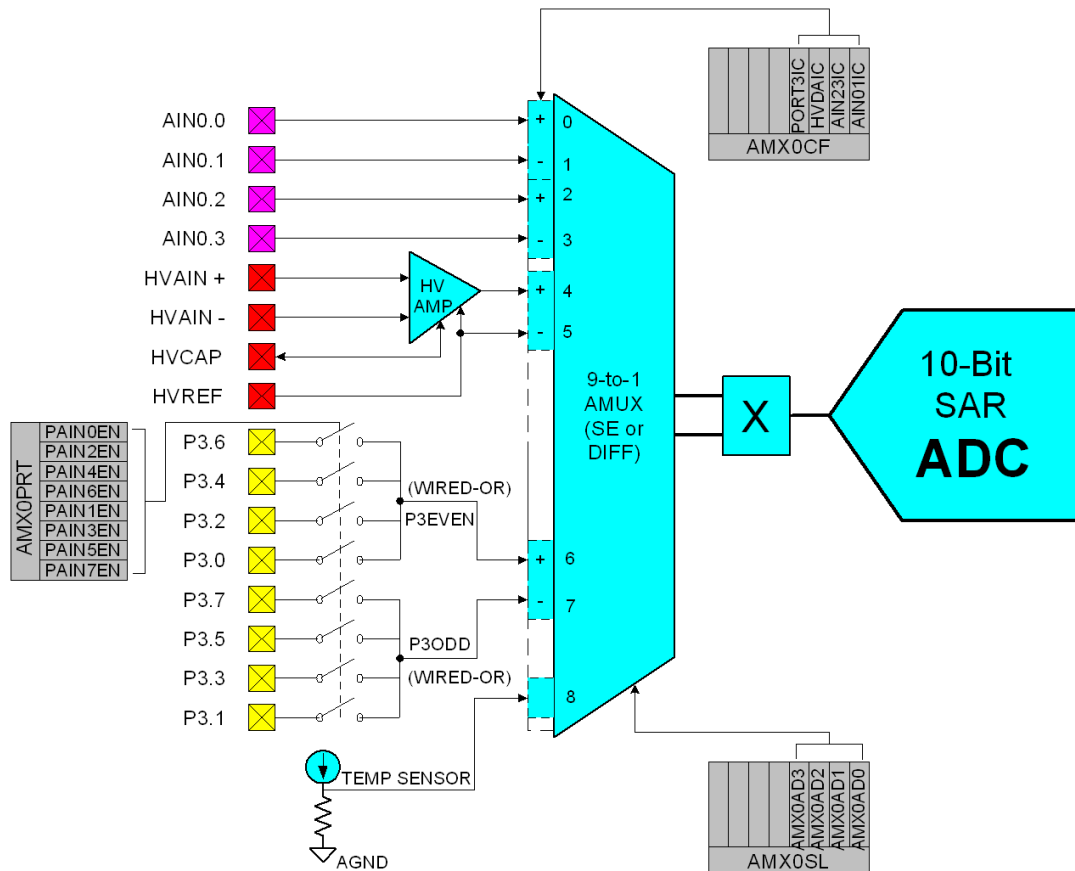 PORT3IC
HVDAIC
AIN23IC
AIN01IC
AMX0CF
AIN0.0
AIN0.1
AIN0.2
AIN0.3
HVAIN +
HVAIN -
HVCAP
HVREF
HV
AMP
+ 0
- 1
+ 2
- 3
+ 4
- 5
9-to-1
AMUX
(SE or
DIFF)
X
10-Bit
SAR
ADC
AMX0PRT
PAIN0EN
PAIN2EN
PAIN4EN
PAIN6EN
PAIN1EN
PAIN3EN
PAIN5EN
PAIN7EN
P3.6
P3.4
P3.2
P3.0
P3.7
P3.5
P3.3
P3.1
(WIRED-OR)
P3EVEN
P3ODD
(WIRED-OR)
+ 6
- 7
8
TEMP SENSOR
AGND
AMX0AD3
AMX0AD2
AMX0AD1
AMX0AD0
AMX0SL